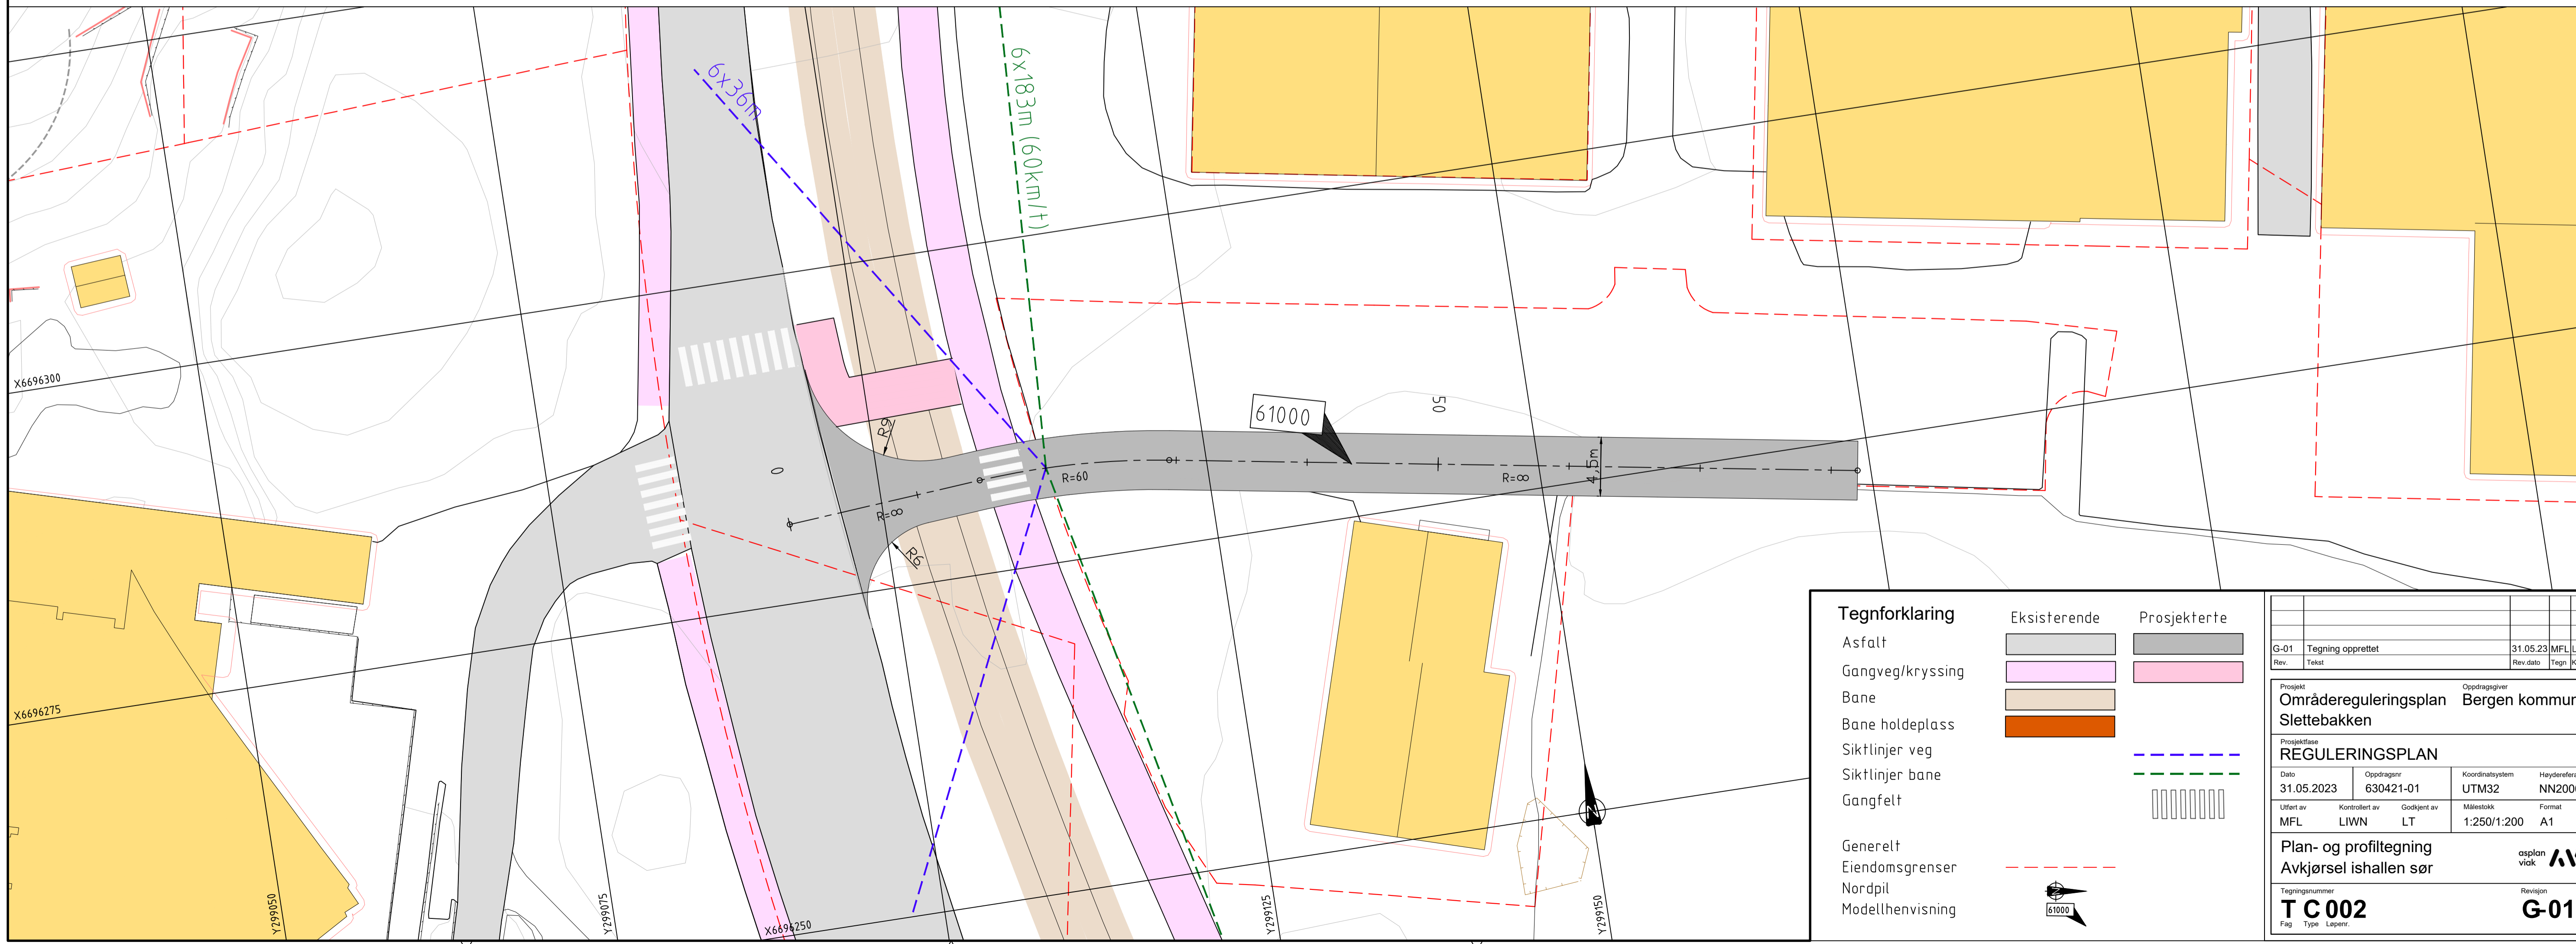 6x36m
6x183m (60km/t)
X6696300
61000
50
R9
0
R=60
R=∞
4,5m
R=∞
R6
X6696275
Y299050
Y299075
X6696250
Y299125
Y299150
N
Tegnforklaring
Eksisterende
Prosjekterte
Asfalt
Gangveg/kryssing
Bane
Bane holdeplass
Siktlinjer veg
Siktlinjer bane
Gangfelt
Generelt
Eiendomsgrenser
Nordpil
Modellhenvisning
61000
G-01 Tegning opprettet 31.05.23 MFL L
Rev. Tekst Rev.dato Tegn K
Prosjekt Oppdragsgiver
Områdereguleringsplan Bergen kommun
Slettebakken
Prosjektfase
REGULERINGSPLAN
Dato Oppdragsnr Koordinatsystem Høyderefera
31.05.2023 630421-01 UTM32 NN200
Utført av Kontrollert av Godkjent av Målestokk Format
MFL LIWN LT 1:250/1:200 A1
Plan- og profiltegning
Avkjørsel ishallen sør
asplan
viak
Tegningsnummer Revisjon
T C 002 G-01
Fag Type Løpenr.